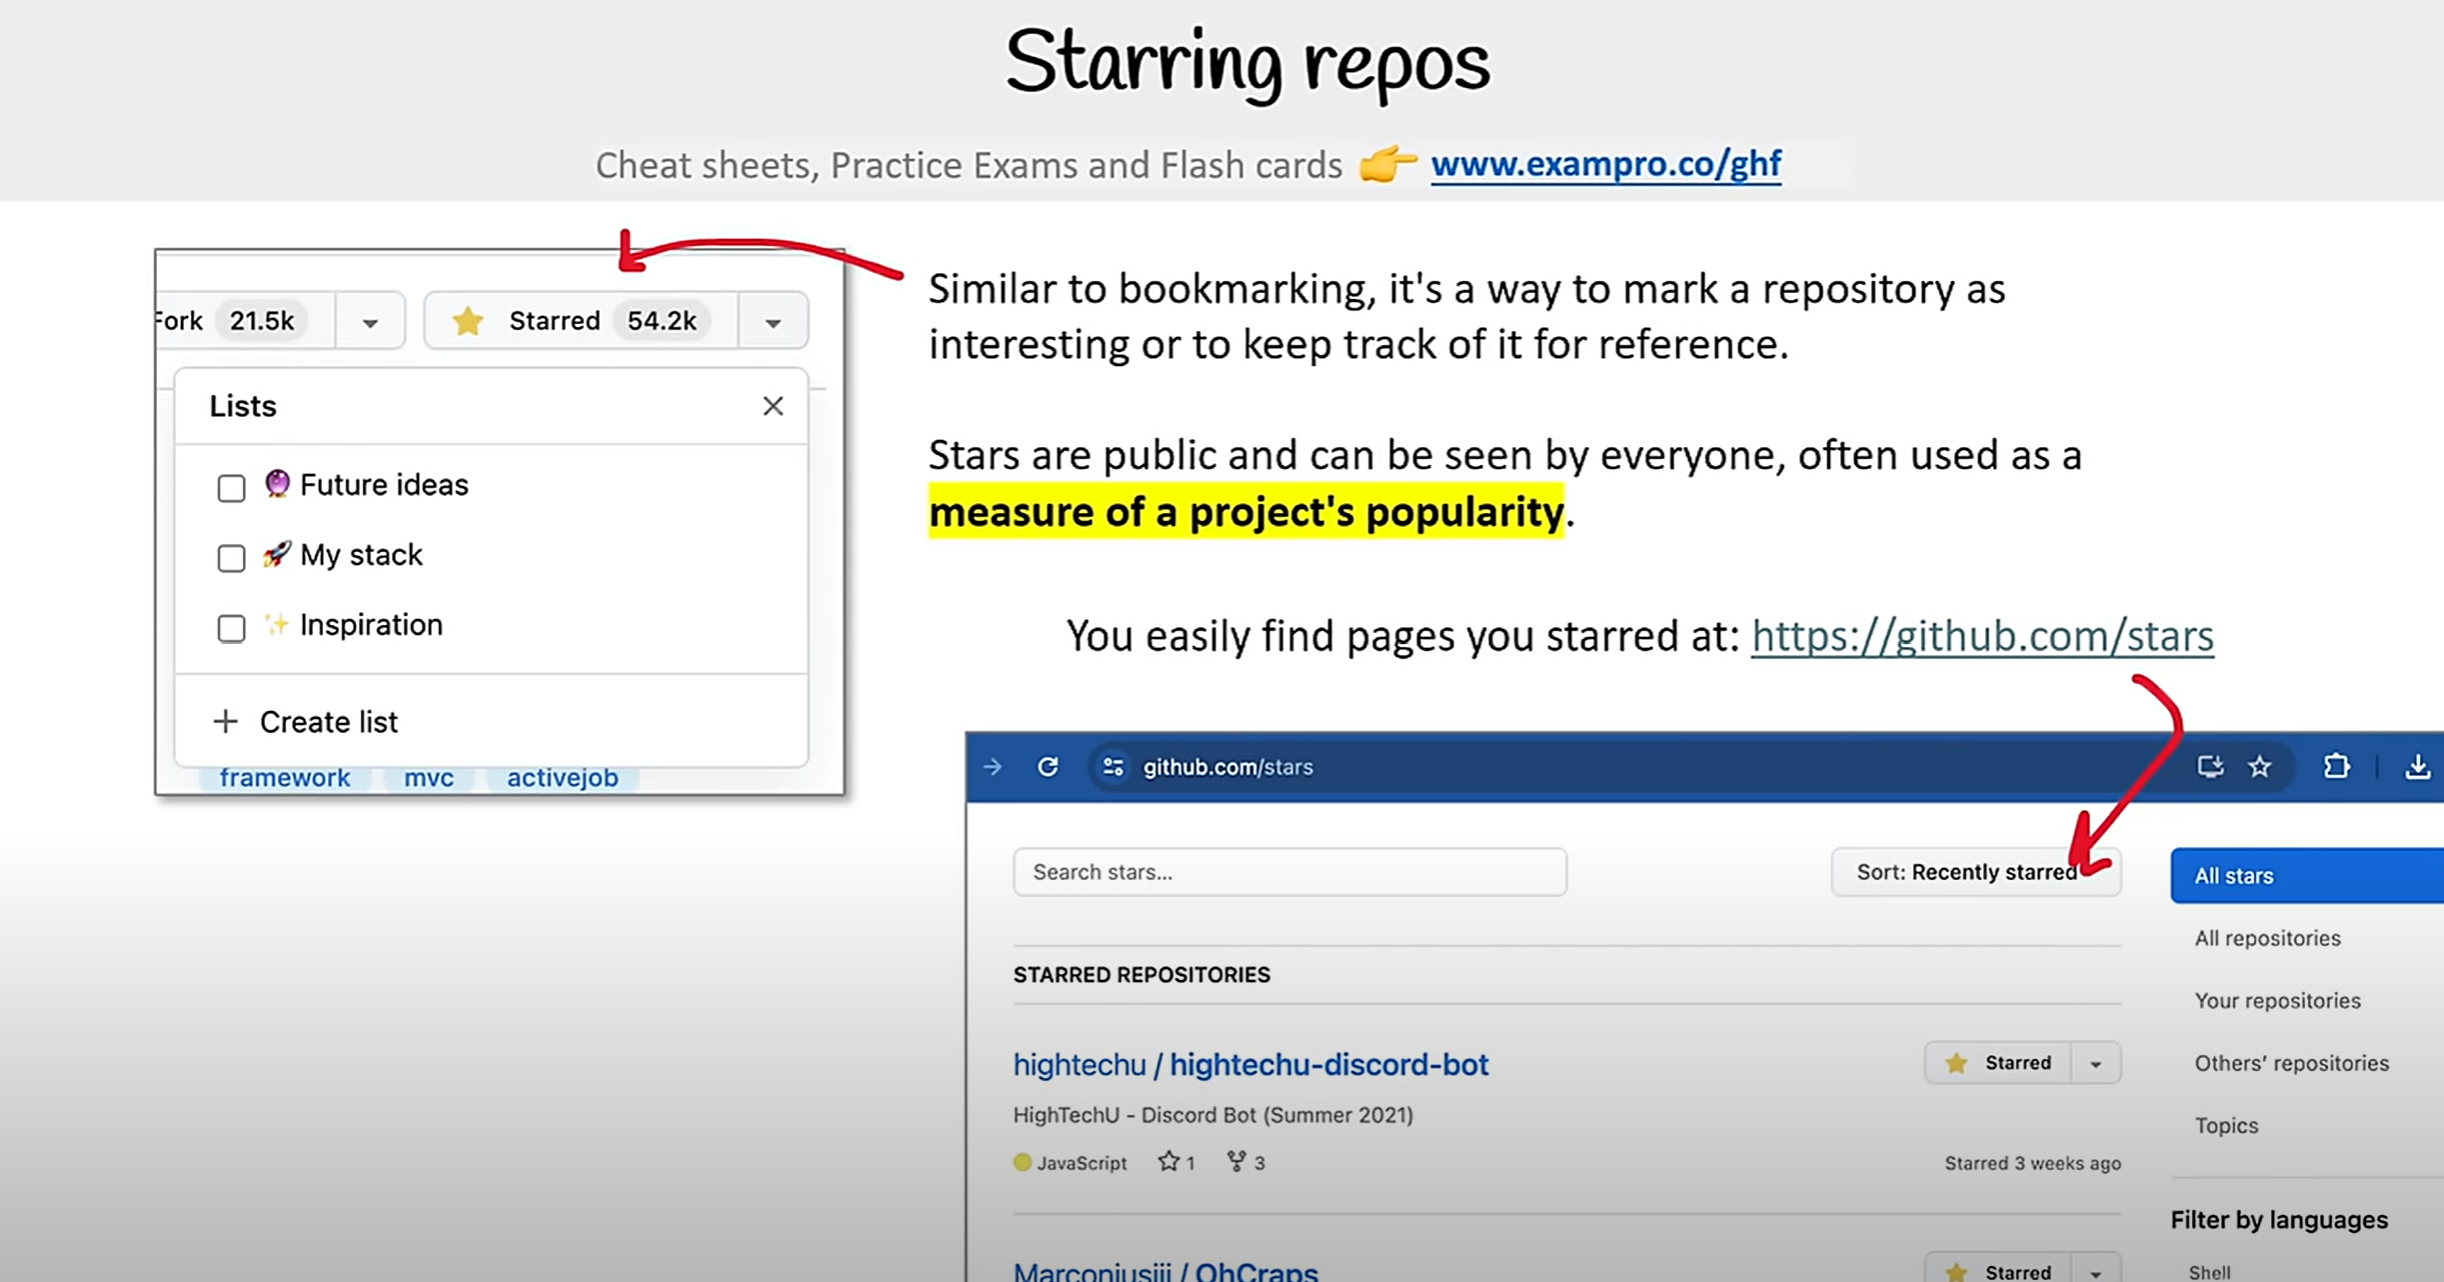 Starring repos
Cheat sheets, Practice Exams and Flash cards 👉 www.exampro.co/ghf
Fork 21.5k
Starred 54.2k
Lists
Future ideas
My stack
Inspiration
+ Create list
framework mvc activejob
Similar to bookmarking, it's a way to mark a repository as
interesting or to keep track of it for reference.
Stars are public and can be seen by everyone, often used as a
measure of a project's popularity.
You easily find pages you starred at: https://github.com/stars
github.com/stars
Search stars...
Sort: Recently starred
STARRED REPOSITORIES
hightechu / hightechu-discord-bot
Starred
HighTechU - Discord Bot (Summer 2021)
JavaScript 1 3
Starred 3 weeks ago
Marconiusiii / OhCraps
Starred
All stars
All repositories
Your repositories
Others' repositories
Topics
Filter by languages
Shell